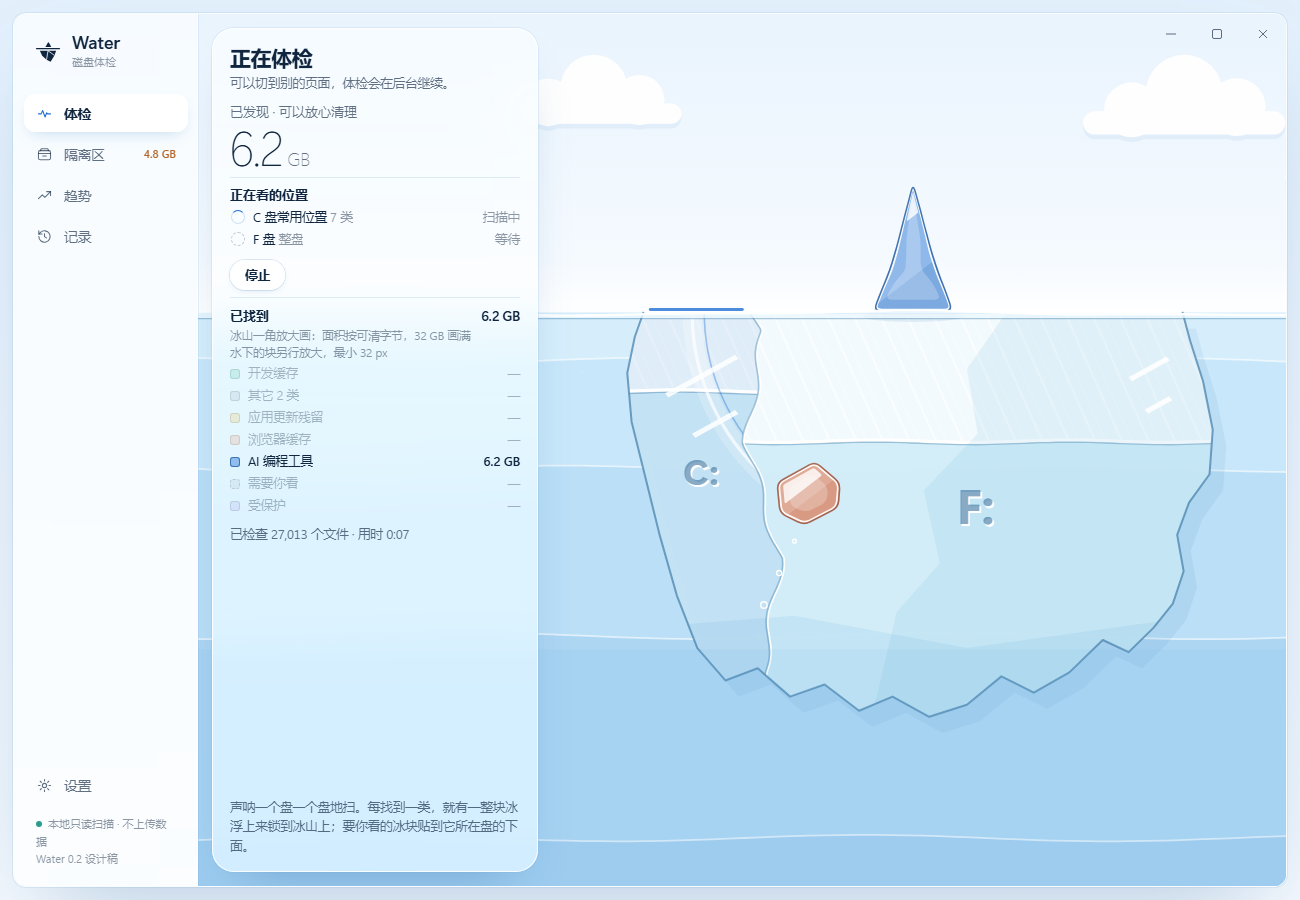 Water
磁盘体检
体检
隔离区 4.8 GB
趋势
记录
设置
本地只读扫描 · 不上传数
据
Water 0.2 设计稿
正在体检
可以切到别的页面，体检会在后台继续。
已发现 · 可以放心清理
6.2 GB
正在看的位置
C 盘常用位置 7 类 扫描中
F 盘 整盘 等待
停止
已找到 6.2 GB
冰山一角放大画：面积按可清字节，32 GB 画满
水下的块另行放大，最小 32 px
开发缓存 —
其它 2 类 —
应用更新残留 —
浏览器缓存 —
AI 编程工具 6.2 GB
需要你看 —
受保护 —
已检查 27,013 个文件 · 用时 0:07
声呐一个盘一个盘地扫。每找到一类，就有一整块冰
浮上来锁到冰山上；要你看的冰块贴到它所在盘的下
面。
C:
F: